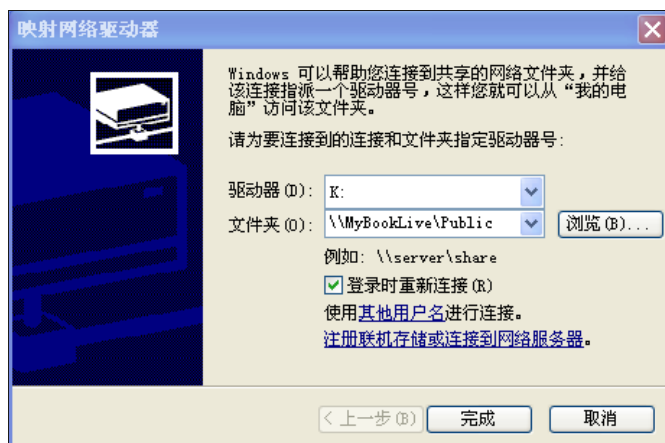 映射网络驱动器
Windows 可以帮助您连接到共享的网络文件夹，并给
该连接指派一个驱动器号，这样您就可以从“我的电
脑”访问该文件夹。
请为要连接到的连接和文件夹指定驱动器号:
驱动器(D): K:
文件夹(O): \\MyBookLive\Public 浏览(B)...
例如: \\server\share
登录时重新连接(R)
使用其他用户名进行连接。
注册联机存储或连接到网络服务器。
< 上一步(B) 完成 取消